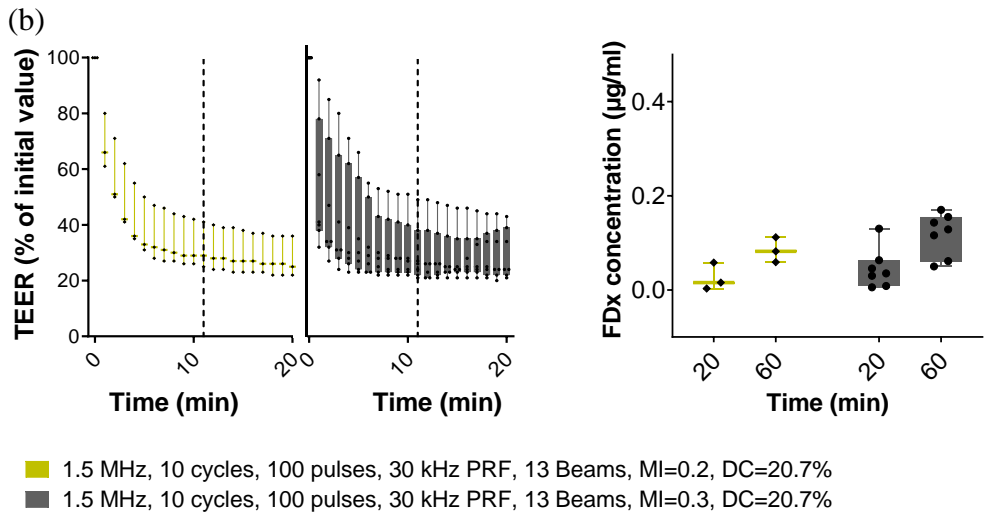 (b)
TEER (% of initial value)
100
80
60
40
20
0
0
10
20
0
10
20
Time (min)
Time (min)
FDx concentration (µg/ml)
0.4
0.2
0.0
20
60
20
60
Time (min)
1.5 MHz, 10 cycles, 100 pulses, 30 kHz PRF, 13 Beams, MI=0.2, DC=20.7%
1.5 MHz, 10 cycles, 100 pulses, 30 kHz PRF, 13 Beams, MI=0.3, DC=20.7%